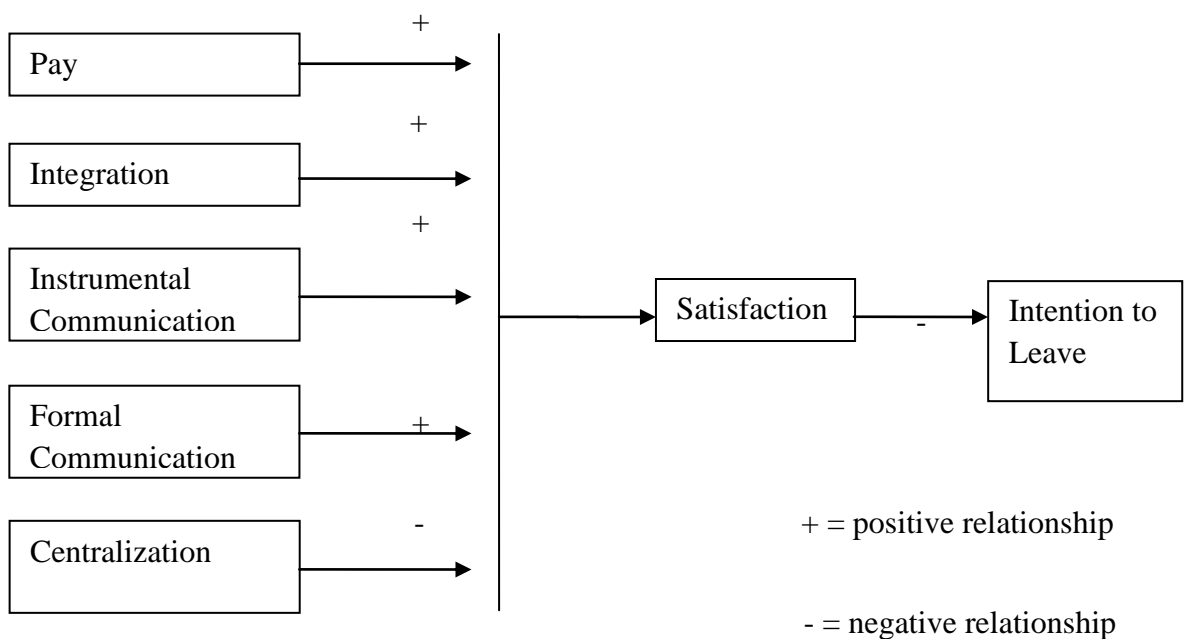 +
Pay
+
Integration
+
Instrumental
Communication
Satisfaction
-
Intention to
Leave
Formal
Communication
+
-
Centralization
+ = positive relationship
- = negative relationship